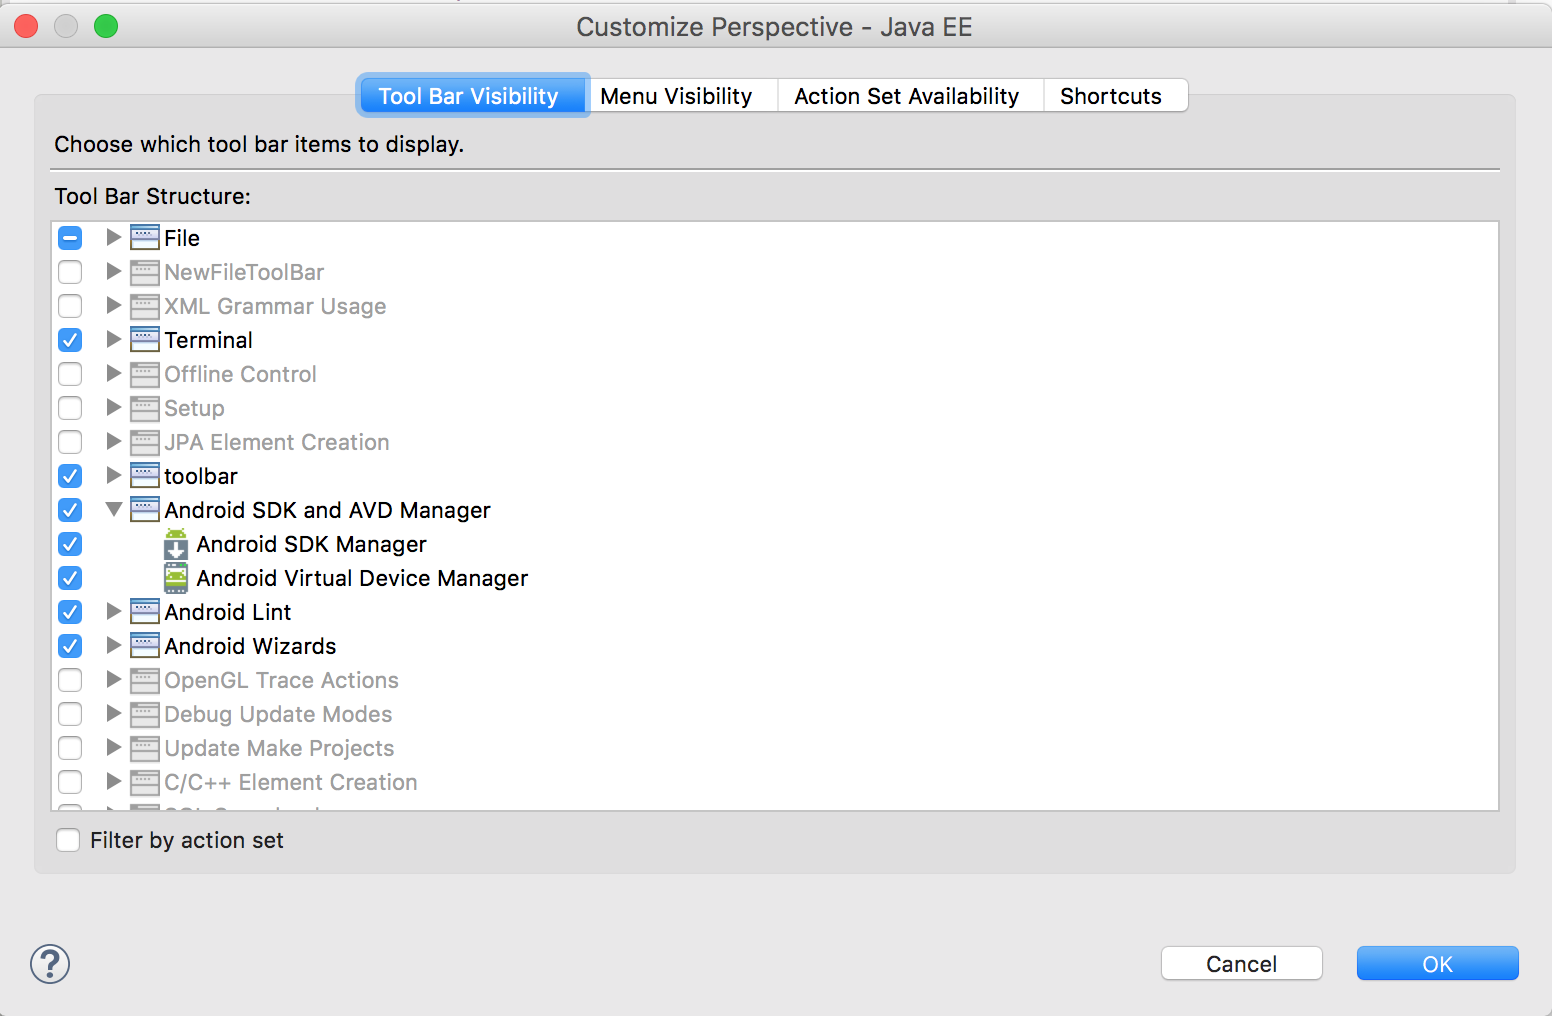 Customize Perspective - Java EE
Tool Bar Visibility Menu Visibility Action Set Availability Shortcuts
Choose which tool bar items to display.
Tool Bar Structure:
File
NewFileToolBar
XML Grammar Usage
Terminal
Offline Control
Setup
JPA Element Creation
toolbar
Android SDK and AVD Manager
Android SDK Manager
Android Virtual Device Manager
Android Lint
Android Wizards
OpenGL Trace Actions
Debug Update Modes
Update Make Projects
C/C++ Element Creation
Filter by action set
?
Cancel OK